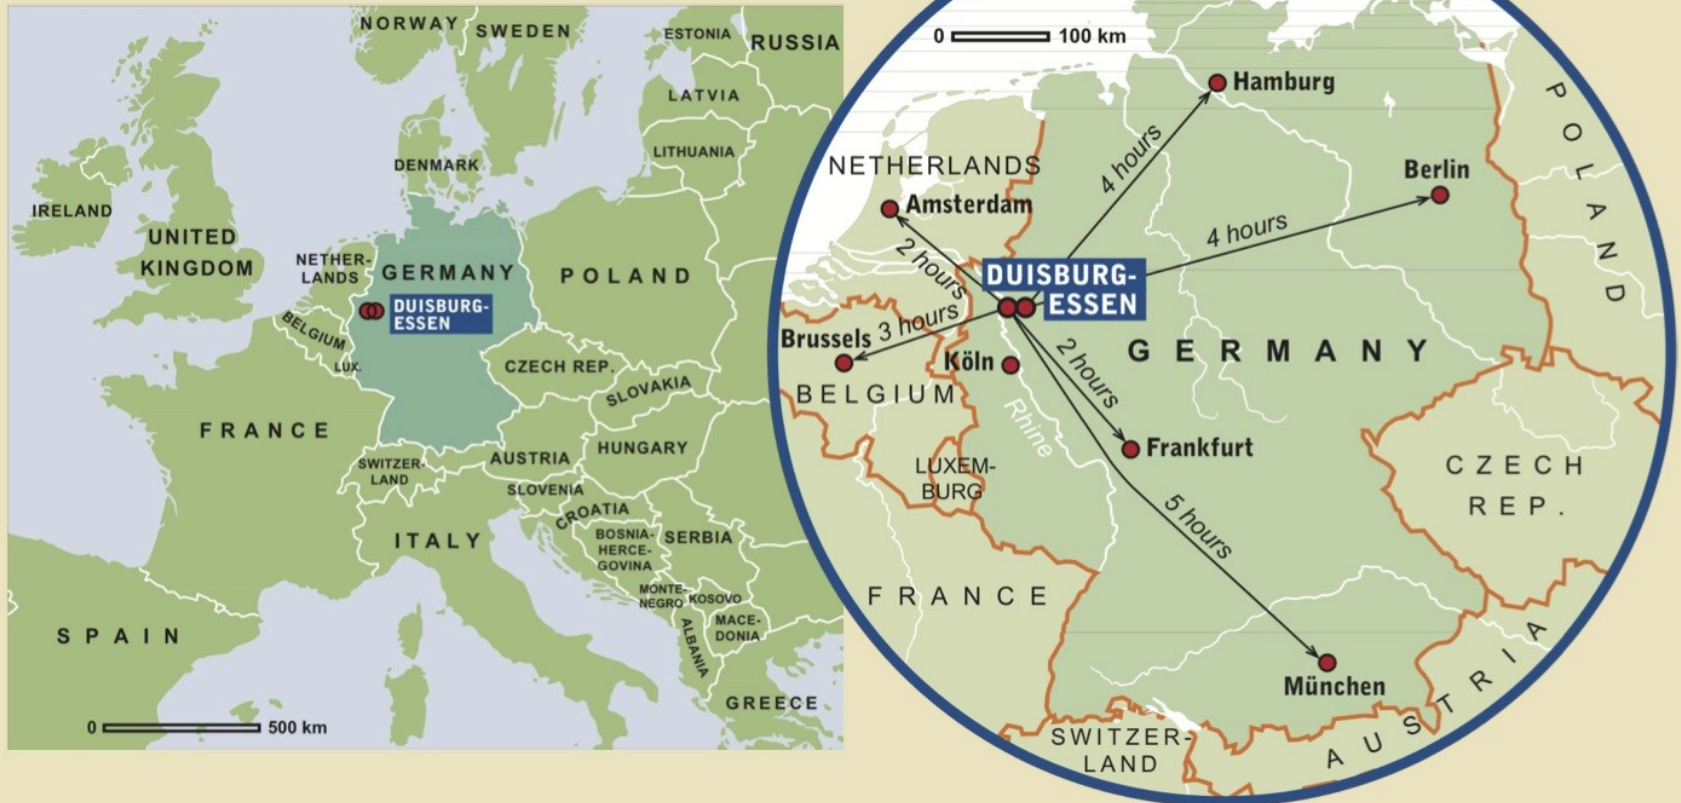 NORWAY
SWEDEN
ESTONIA
RUSSIA
LATVIA
LITHUANIA
DENMARK
IRELAND
UNITED
KINGDOM
NETHER-
LANDS
GERMANY
POLAND
DUISBURG-
ESSEN
BELGIUM
LUX.
CZECH REP.
SLOVAKIA
FRANCE
SWITZER-
LAND
AUSTRIA
HUNGARY
SLOVENIA
CROATIA
ITALY
BOSNIA-
HERCE-
GOVINA
SERBIA
MONTE-
NEGRO
KOSOVO
MACE-
DONIA
ALBANIA
SPAIN
GREECE
0 500 km
0 100 km
Hamburg
4 hours
POLAND
NETHERLANDS
Berlin
Amsterdam
4 hours
2 hours
DUISBURG-
ESSEN
3 hours
Brussels
Köln
2 hours
GERMANY
BELGIUM
Rhine
Frankfurt
LUXEM-
BURG
CZECH
REP.
5 hours
FRANCE
München
SWITZER-
LAND
AUSTRIA